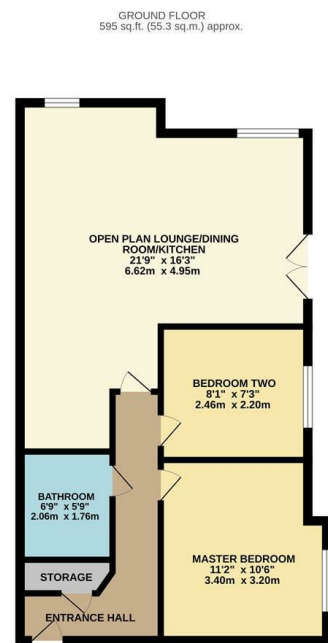 GROUND FLOOR
595 sq.ft. (55.3 sq.m.) approx.
OPEN PLAN LOUNGE/DINING
ROOM/KITCHEN
21'9" x 16'3"
6.62m x 4.95m
BEDROOM TWO
8'1" x 7'3"
2.46m x 2.20m
BATHROOM
6'9" x 5'9"
2.06m x 1.76m
MASTER BEDROOM
11'2" x 10'6"
3.40m x 3.20m
STORAGE
ENTRANCE HALL